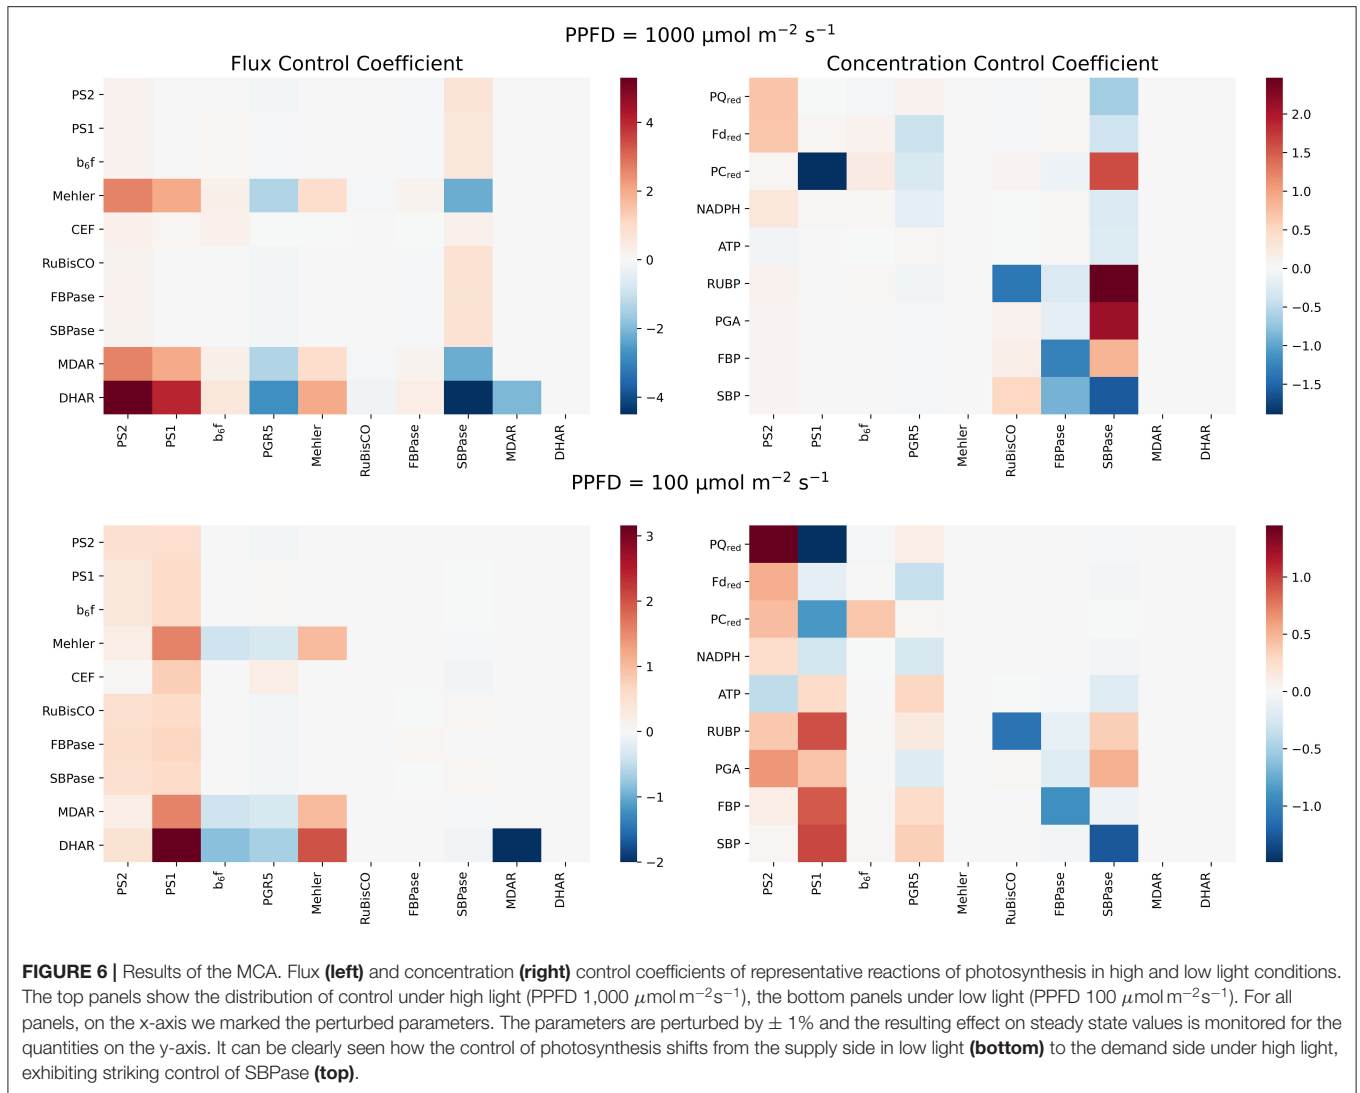 PPFD = 1000 µmol m⁻² s⁻¹
Flux Control Coefficient
PS2
PS1
b₆f
Mehler
CEF
RuBisCO
FBPase
SBPase
MDAR
DHAR
PS2
PS1
b₆f
PGR5
Mehler
RuBisCO
FBPase
SBPase
MDAR
DHAR
4
2
0
−2
−4
Concentration Control Coefficient
PQred
Fdred
PCred
NADPH
ATP
RUBP
PGA
FBP
SBP
PS2
PS1
b₆f
PGR5
Mehler
RuBisCO
FBPase
SBPase
MDAR
DHAR
2.0
1.5
1.0
0.5
0.0
−0.5
−1.0
−1.5
PPFD = 100 µmol m⁻² s⁻¹
PS2
PS1
b₆f
Mehler
CEF
RuBisCO
FBPase
SBPase
MDAR
DHAR
PS2
PS1
b₆f
PGR5
Mehler
RuBisCO
FBPase
SBPase
MDAR
DHAR
3
2
1
0
−1
−2
PQred
Fdred
PCred
NADPH
ATP
RUBP
PGA
FBP
SBP
PS2
PS1
b₆f
PGR5
Mehler
RuBisCO
FBPase
SBPase
MDAR
DHAR
1.0
0.5
0.0
−0.5
−1.0
FIGURE 6 | Results of the MCA. Flux (left) and concentration (right) control coefficients of representative reactions of photosynthesis in high and low light conditions.
The top panels show the distribution of control under high light (PPFD 1,000 µmol m⁻²s⁻¹), the bottom panels under low light (PPFD 100 µmol m⁻²s⁻¹). For all
panels, on the x-axis we marked the perturbed parameters. The parameters are perturbed by ± 1% and the resulting effect on steady state values is monitored for the
quantities on the y-axis. It can be clearly seen how the control of photosynthesis shifts from the supply side in low light (bottom) to the demand side under high light,
exhibiting striking control of SBPase (top).